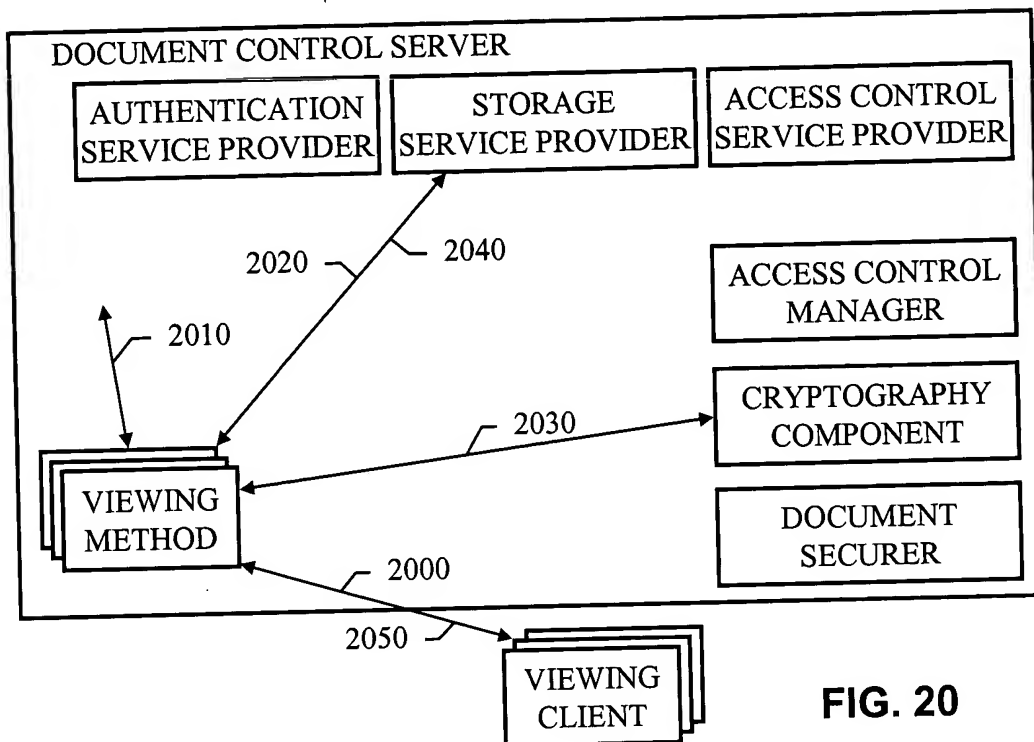 DOCUMENT CONTROL SERVER
AUTHENTICATION
SERVICE PROVIDER
STORAGE
SERVICE PROVIDER
ACCESS CONTROL
SERVICE PROVIDER
2020
2040
ACCESS CONTROL
MANAGER
2010
2030
CRYPTOGRAPHY
COMPONENT
VIEWING
METHOD
DOCUMENT
SECURER
2000
2050
VIEWING
CLIENT
FIG. 20